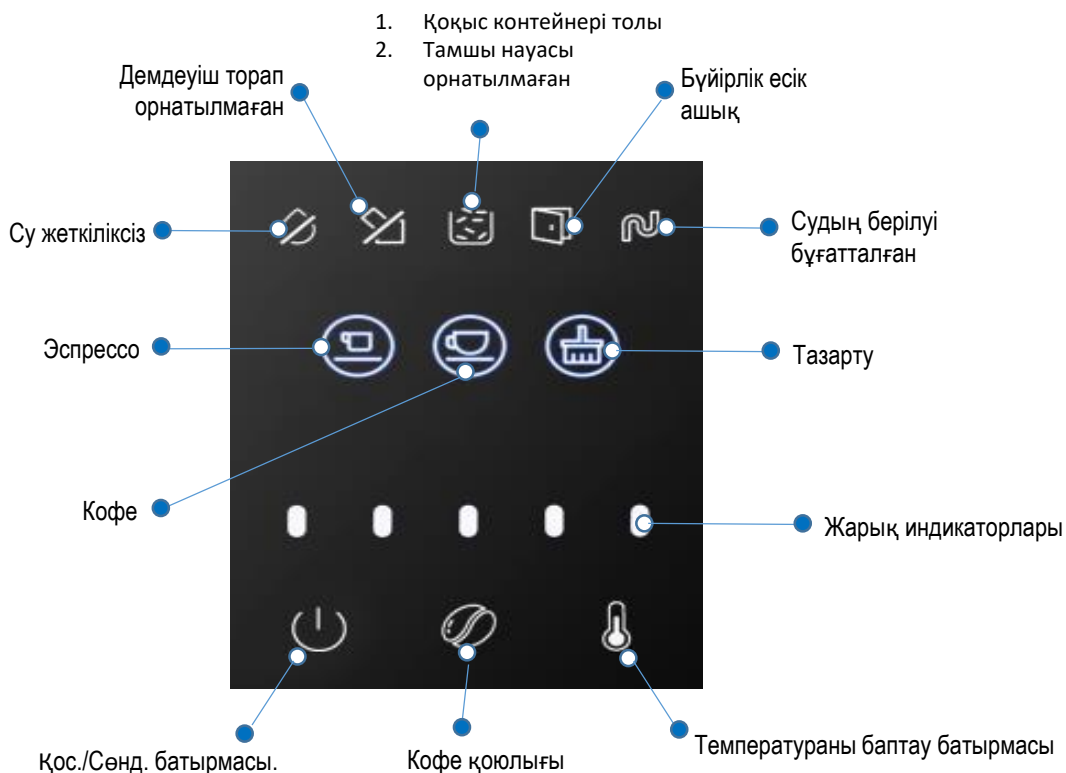 1. Қоқыс контейнері толы
2. Тамшы науасы
орнатылмаған
Демдеуіш торап
орнатылмаған
Бүйірлік есік
ашық
Су жеткіліксіз
Судың берілуі
бұғатталған
Эспрессо
Тазарту
Кофе
Жарық индикаторлары
Қос./Сөнд. батырмасы.
Кофе қоюлығы
Температураны баптау батырмасы